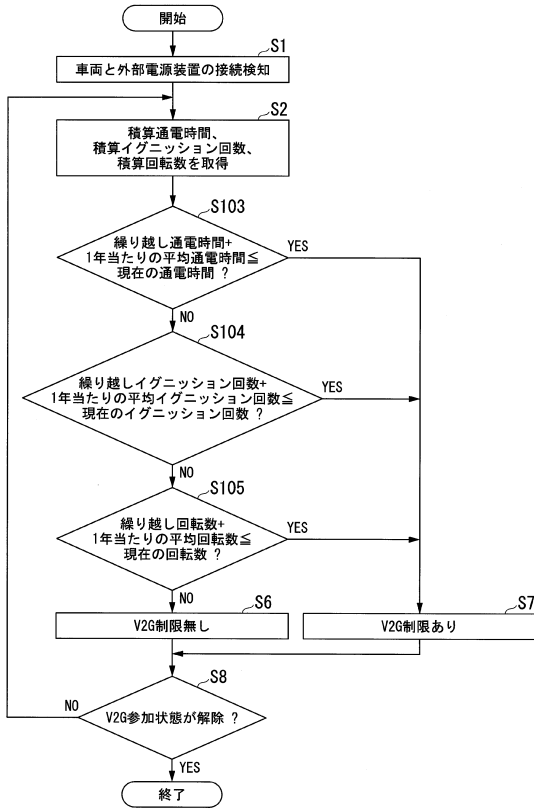 開始
S1
車両と外部電源装置の接続検知
S2
積算通電時間、
積算イグニッション回数、
積算回転数を取得
S103
繰り越し通電時間+
1年当たりの平均通電時間≦
現在の通電時間 ?
YES
NO
S104
繰り越しイグニッション回数+
1年当たりの平均イグニッション回数≦
現在のイグニッション回数 ?
YES
NO
S105
繰り越し回転数+
1年当たりの平均回転数≦
現在の回転数 ?
YES
NO
S6
V2G制限無し
S7
V2G制限あり
S8
V2G参加状態が解除 ?
NO
YES
終了